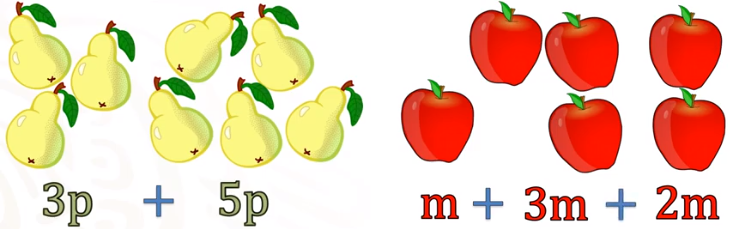 3p + 5p
m + 3m + 2m